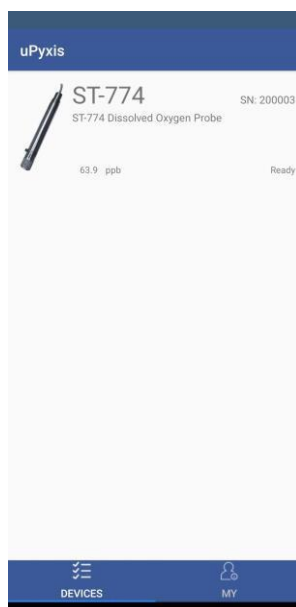 uPyxis
ST-774
SN: 200003
ST-774 Dissolved Oxygen Probe
63.9 ppb
Ready
DEVICES
MY